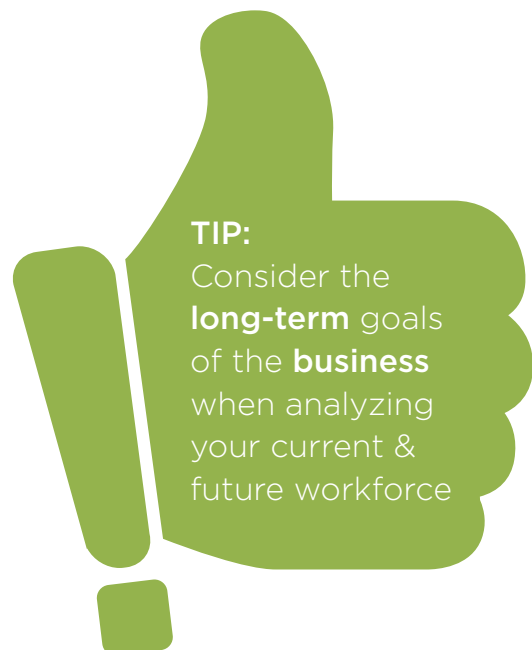 TIP:
Consider the
long-term goals
of the business
when analyzing
your current &
future workforce